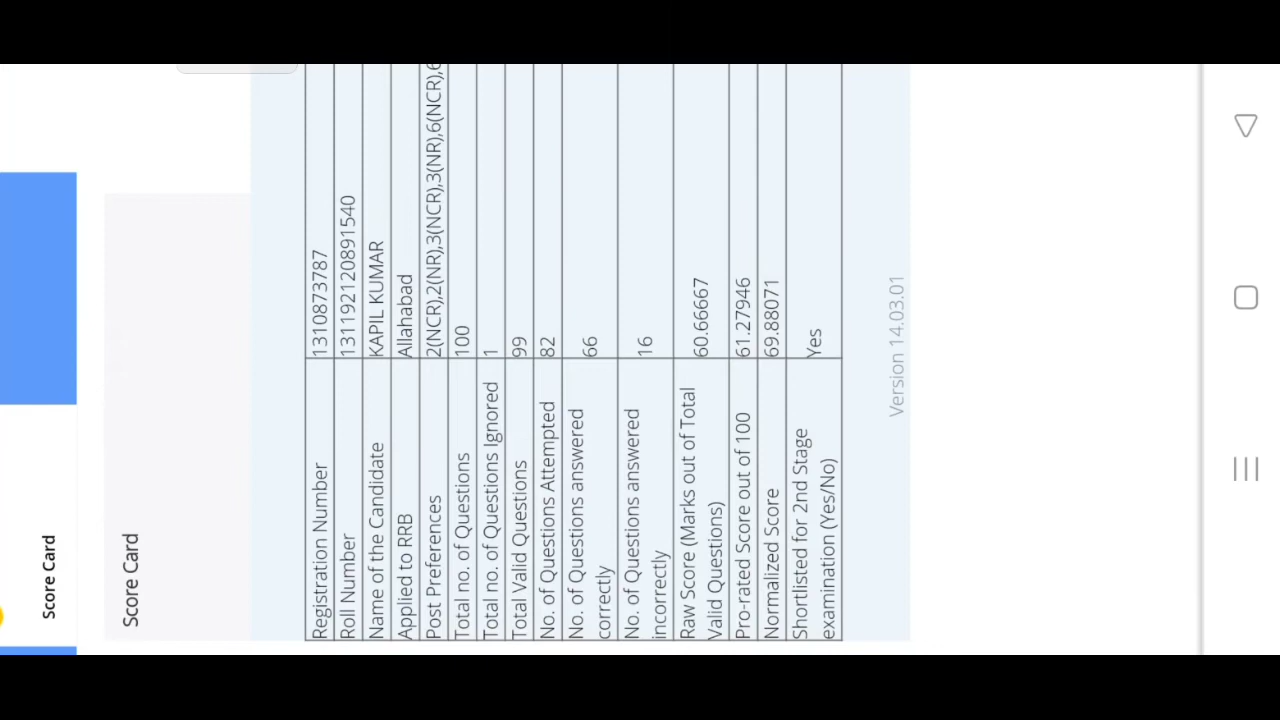 Score Card
Score Card
Registration Number 1310873787
Roll Number 131192120891540
Name of the Candidate KAPIL KUMAR
Applied to RRB Allahabad
Post Preferences 2(NCR),2(NR),3(NCR),3(NR),6(NCR),6
Total no. of Questions 100
Total no. of Questions Ignored 1
Total Valid Questions 99
No. of Questions Attempted 82
No. of Questions answered
correctly 66
No. of Questions answered
incorrectly 16
Raw Score (Marks out of Total
Valid Questions) 60.66667
Pro-rated Score out of 100 61.27946
Normalized Score 69.88071
Shortlisted for 2nd Stage
examination (Yes/No) Yes
Version 14.03.01